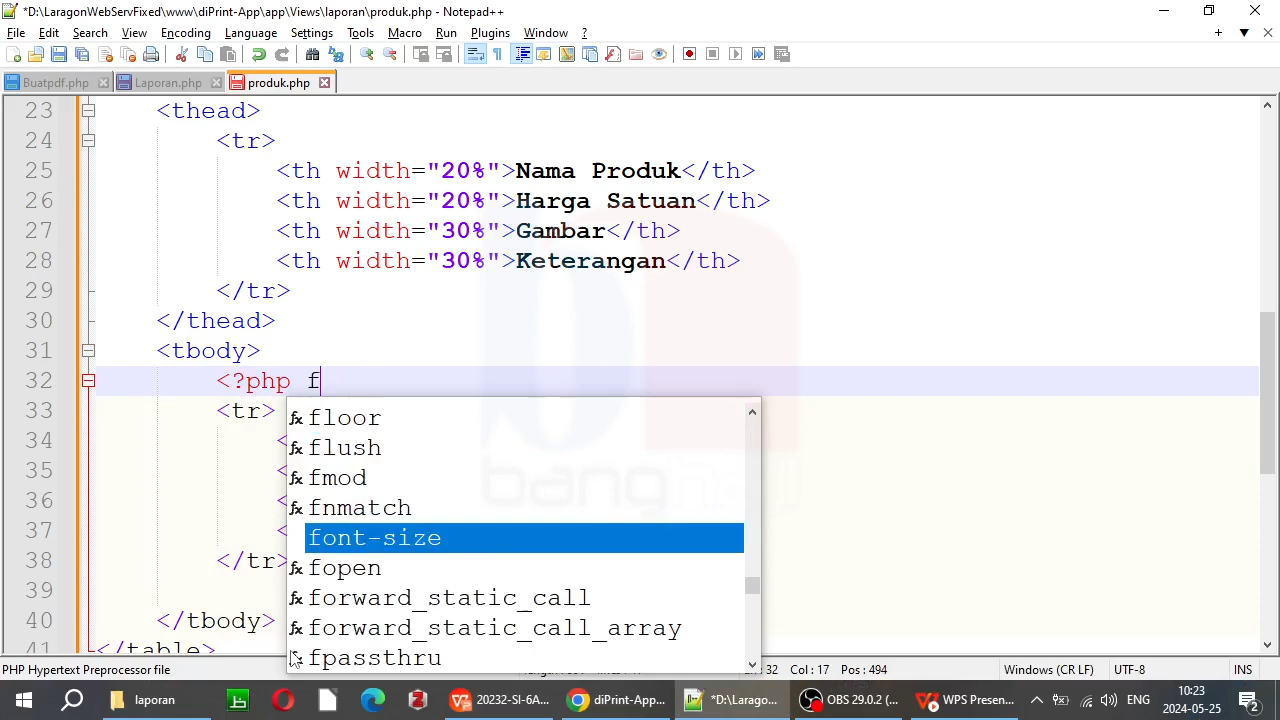 *D:\LaragonWebServFixed\www\diPrint-App\app\Views\laporan\produk.php - Notepad++
File Edit Search View Encoding Language Settings Tools Macro Run Plugins Window ?
Buatpdf.php Laporan.php produk.php
23 <thead>
24 <tr>
25 <th width="20%">Nama Produk</th>
26 <th width="20%">Harga Satuan</th>
27 <th width="30%">Gambar</th>
28 <th width="30%">Keterangan</th>
29 </tr>
30 </thead>
31 <tbody>
32 <?php f
33 <tr>
floor
34 <
flush
35 <
fmod
36 <
fnmatch
37 <
font-size
38 </tr>
fopen
39
forward_static_call
40 </tbody>
forward_static_call_array
41 </table>
fpassthru
bangnaji
PHP Hypertext Preprocessor file
32 Col : 17 Pos : 494
Windows (CR LF)
UTF-8
INS
laporan
20232-SI-6A...
diPrint-App...
*D:\Larago...
OBS 29.0.2 (...
WPS Presen...
ENG
10:23
2024-05-25
2